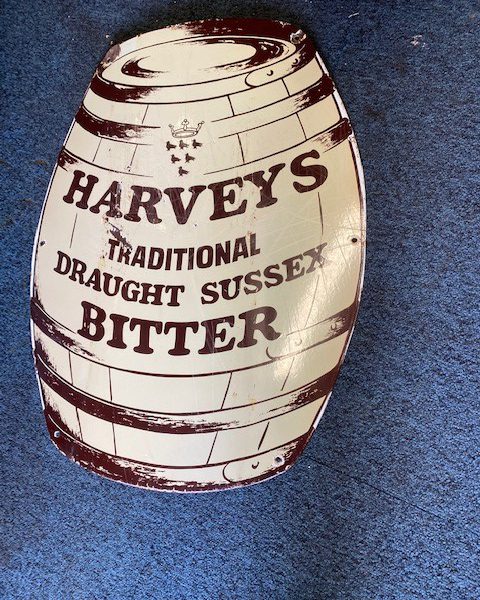 HARVEYS
TRADITIONAL
DRAUGHT SUSSEX
BITTER